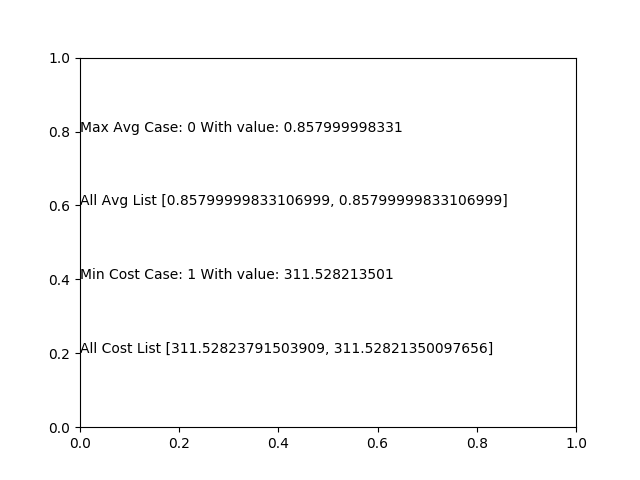 1.0
Max Avg Case: 0 With value: 0.857999998331
0.8
All Avg List [0.85799999833106999, 0.85799999833106999]
0.6
Min Cost Case: 1 With value: 311.528213501
0.4
All Cost List [311.52823791503909, 311.52821350097656]
0.2
0.0
0.0 0.2 0.4 0.6 0.8 1.0